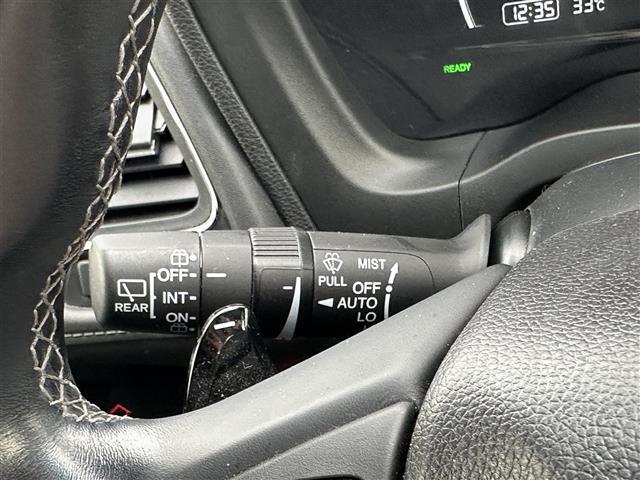 12:35 33℃
READY
MIST
OFF
PULL
OFF
INT
AUTO
REAR
LO
ON